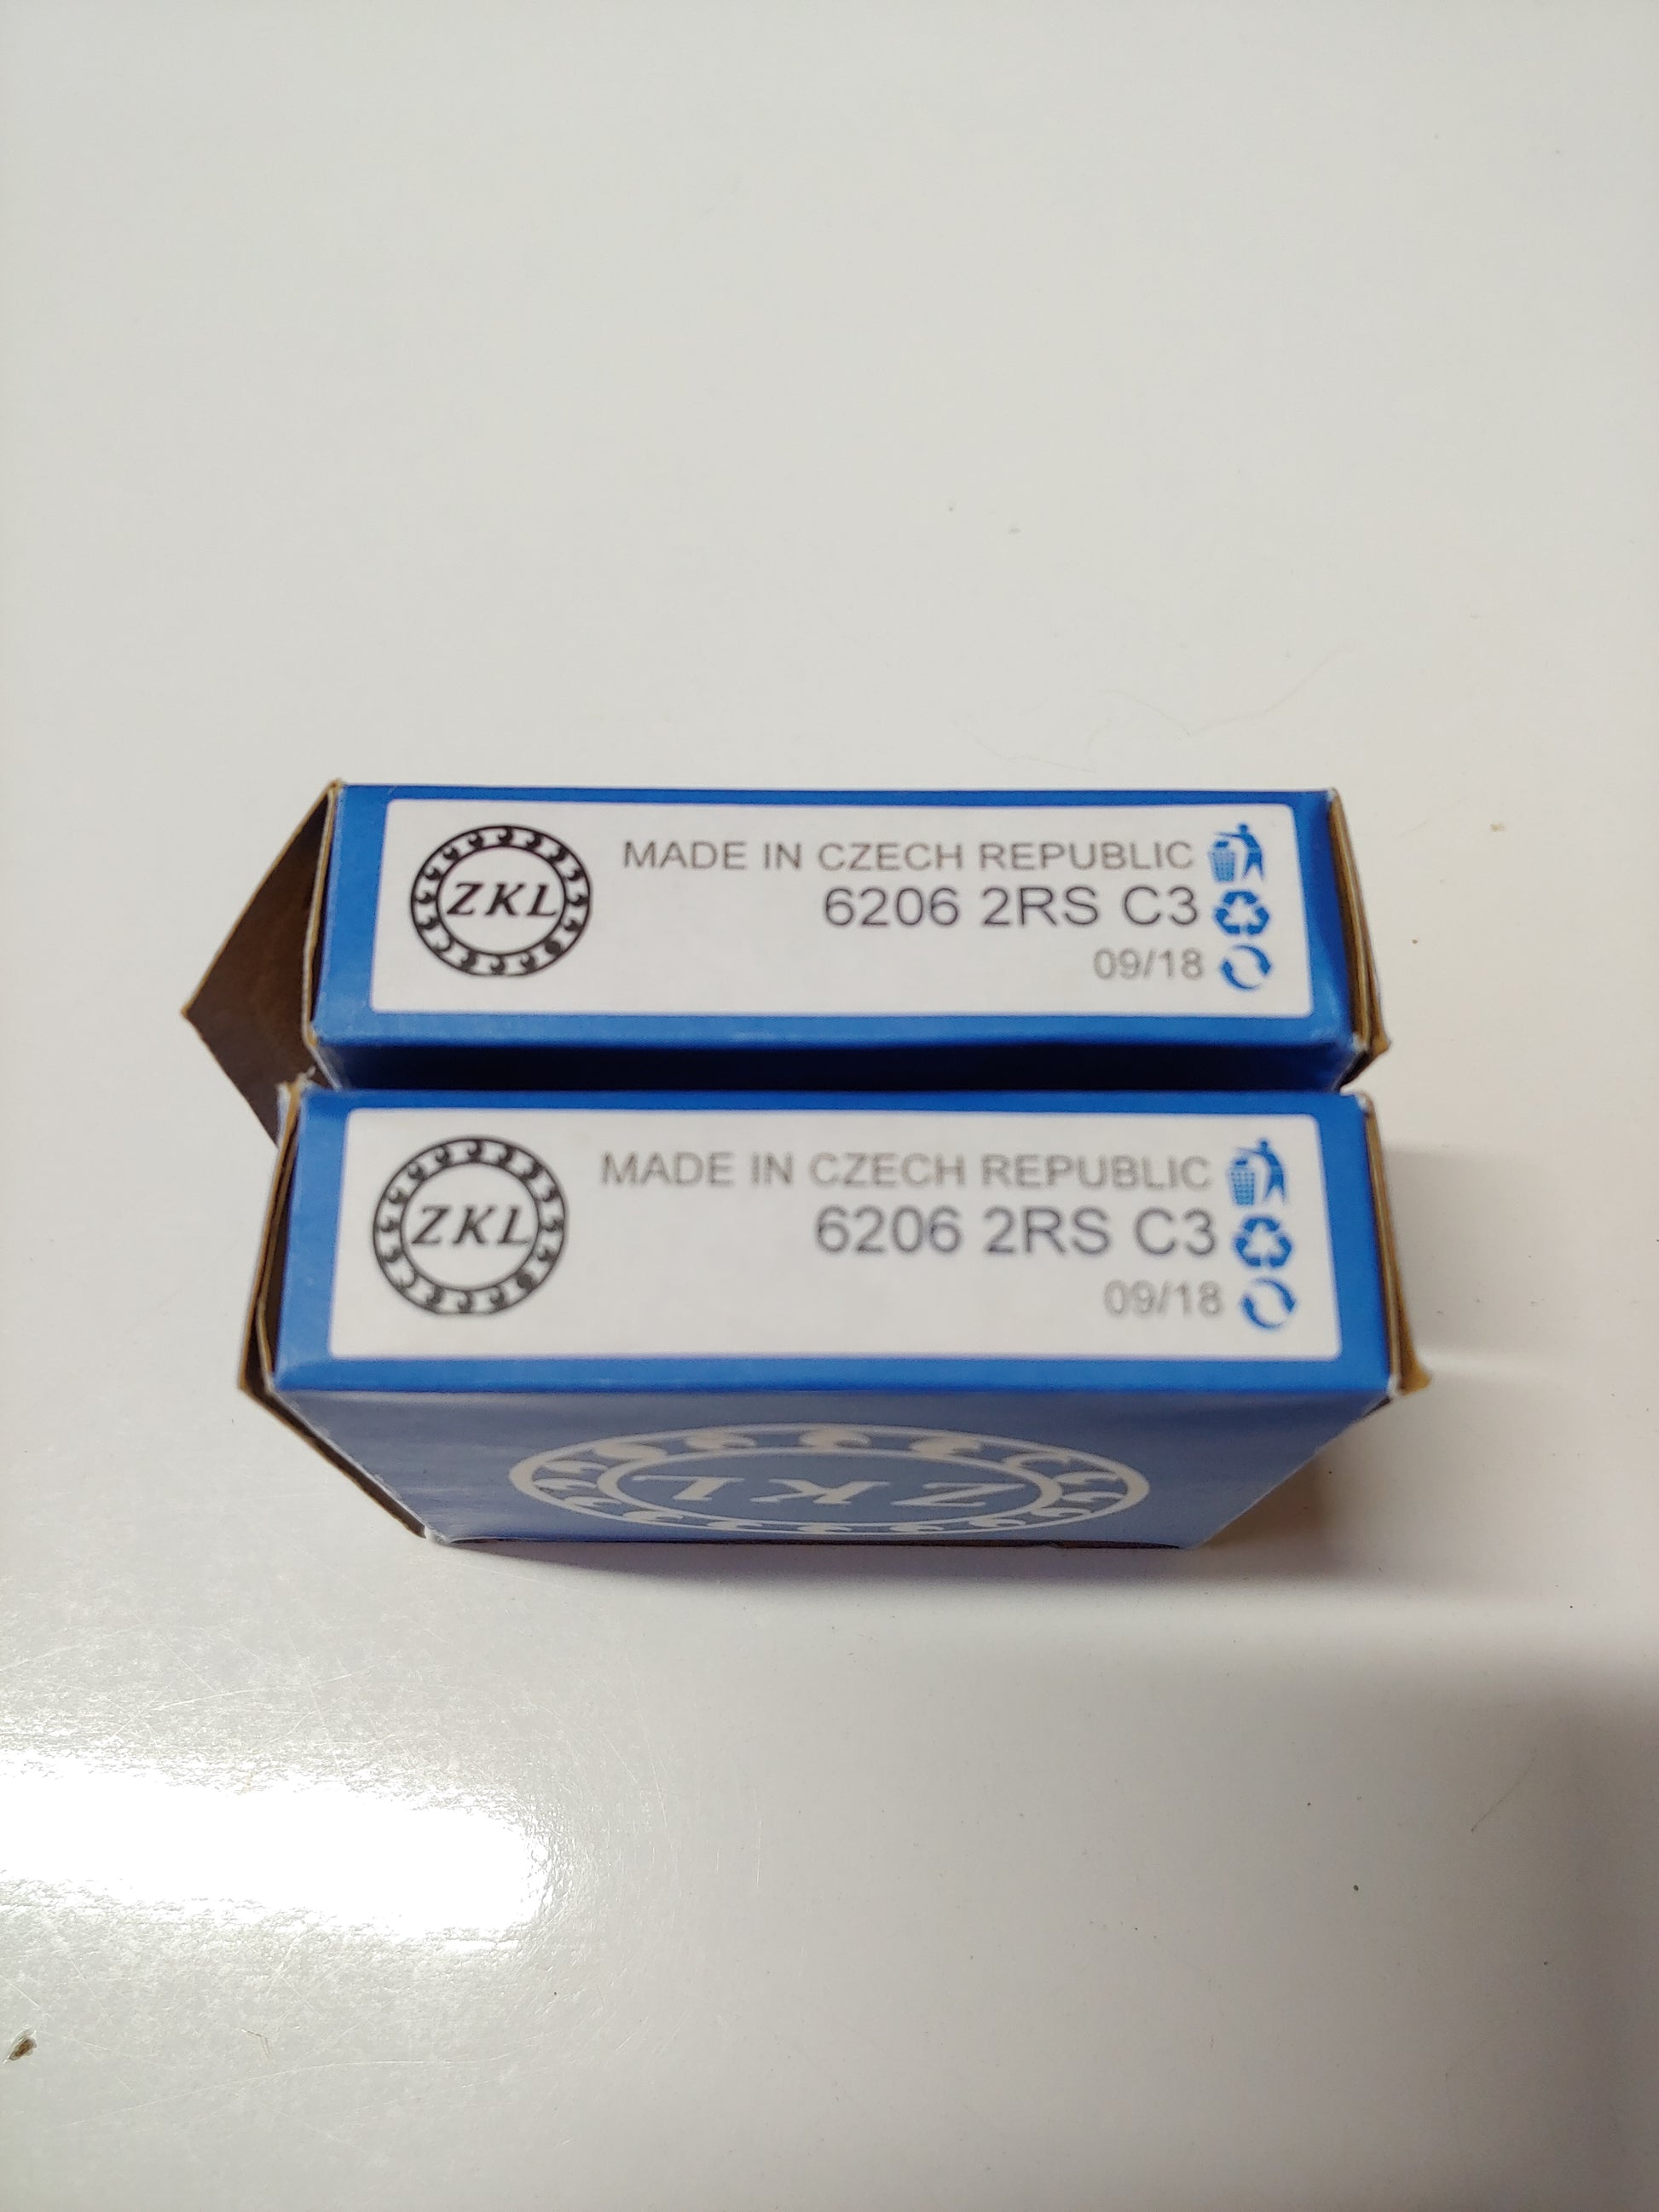 ZKL
MADE IN CZECH REPUBLIC
6206 2RS C3
09/18
ZKL
MADE IN CZECH REPUBLIC
6206 2RS C3
09/18
ZKL